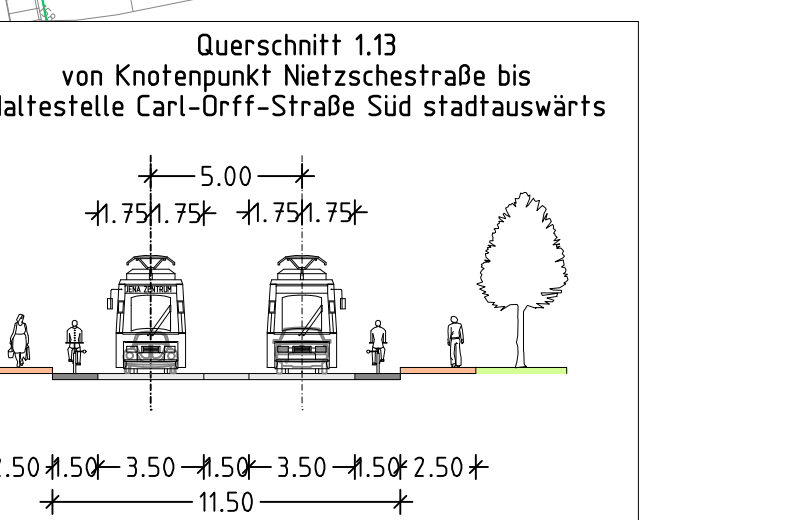 Querschnitt 1.13
von Knotenpunkt Nietzschestraße bis
Haltestelle Carl-Orff-Straße Süd stadtauswärts
5.00
1.75 1.75 1.75 1.75
JENA ZENTRUM
2.50 1.50 3.50 1.50 3.50 1.50 2.50
11.50